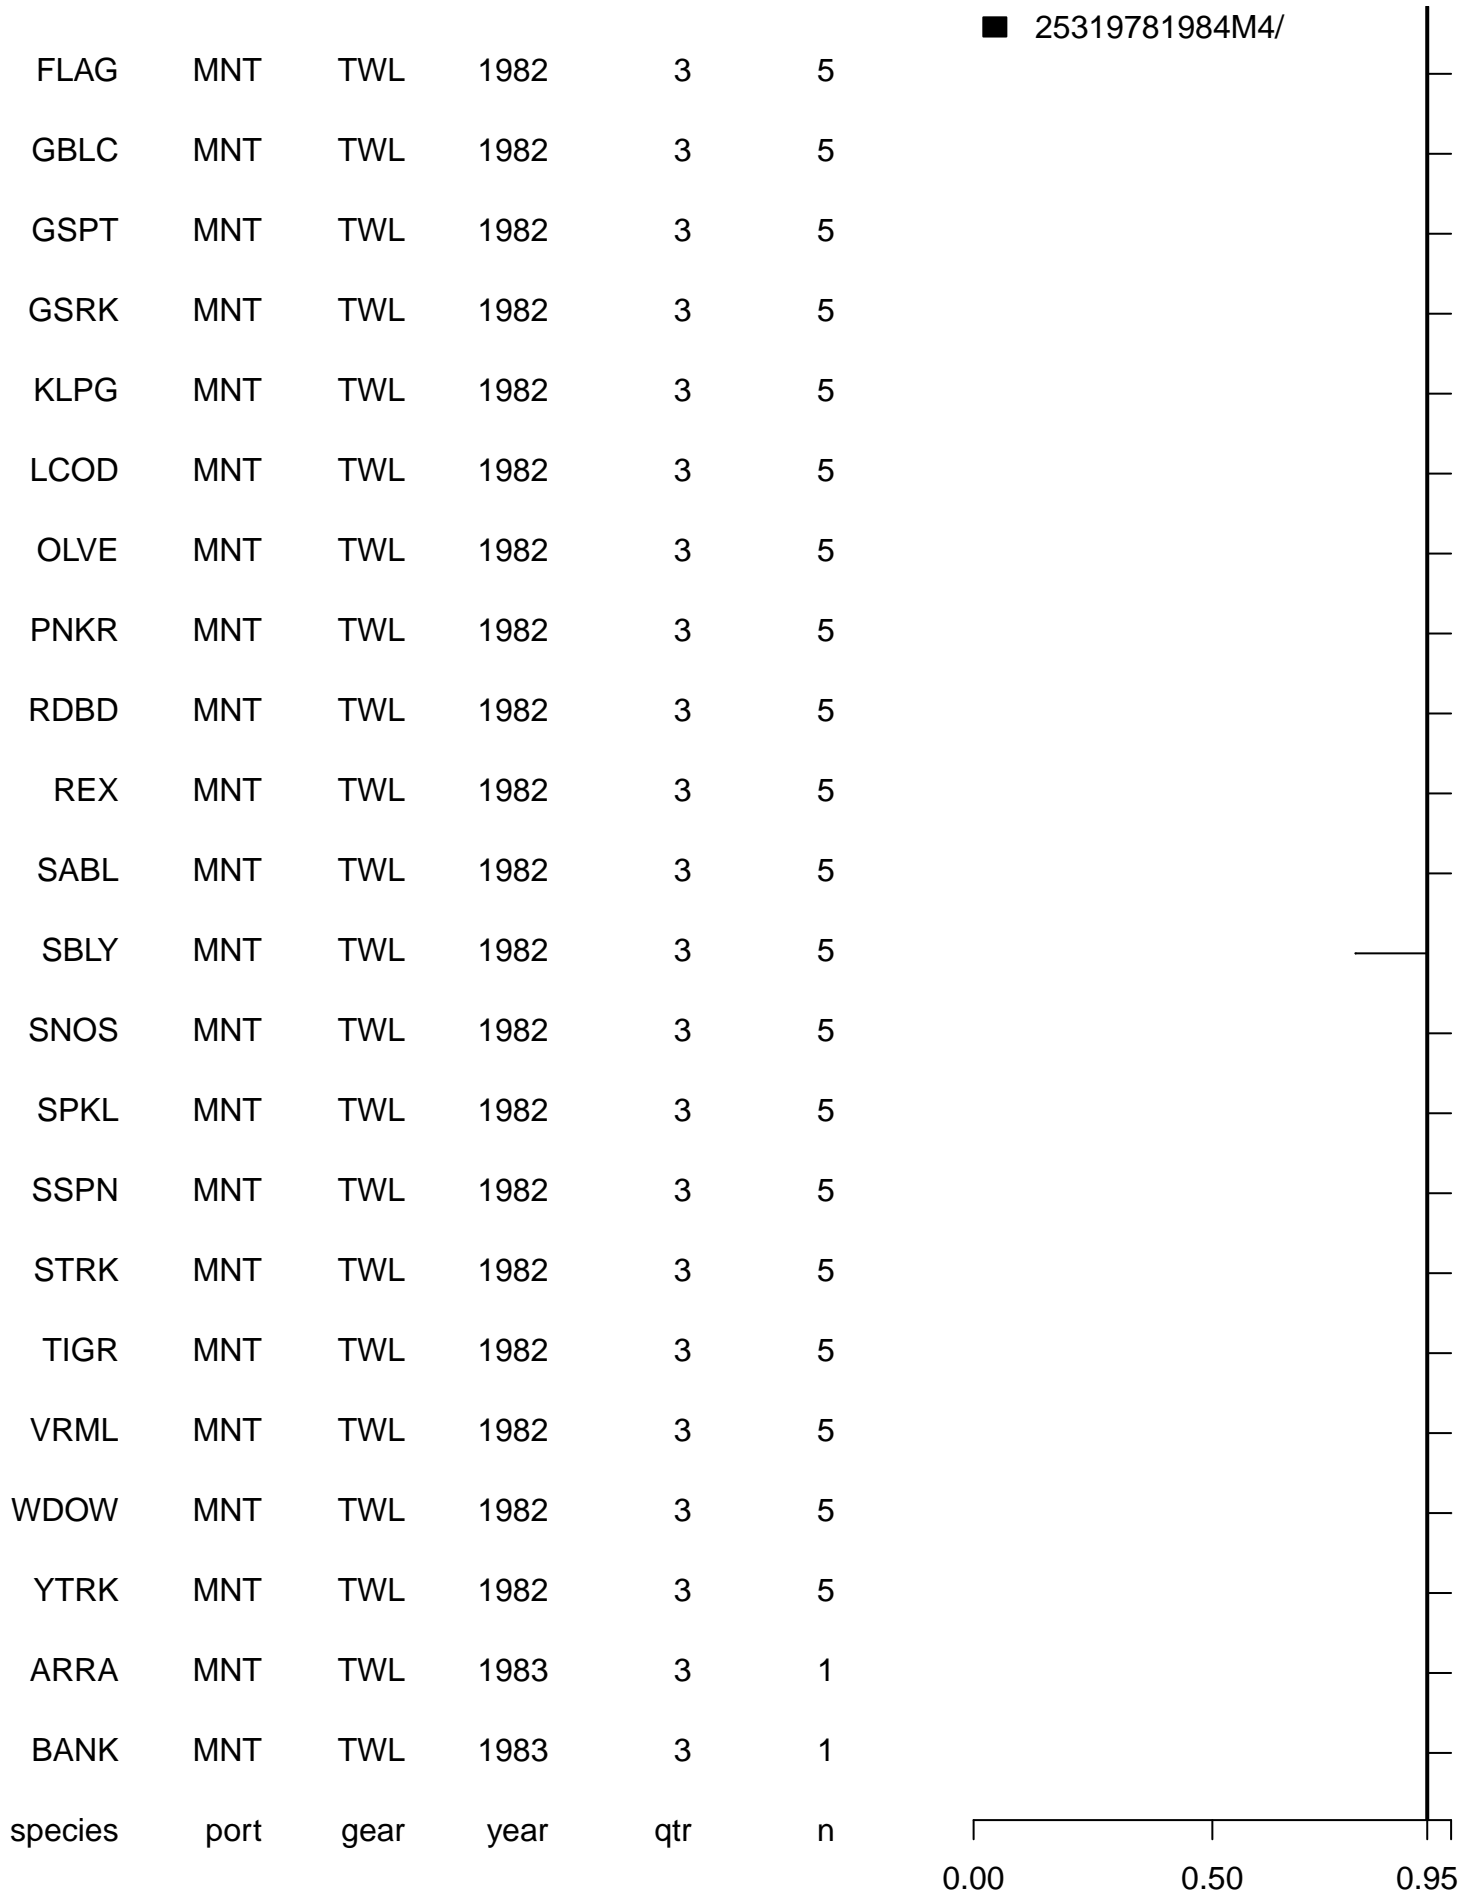 25319781984M4/
FLAG MNT TWL 1982 3 5
GBLC MNT TWL 1982 3 5
GSPT MNT TWL 1982 3 5
GSRK MNT TWL 1982 3 5
KLPG MNT TWL 1982 3 5
LCOD MNT TWL 1982 3 5
OLVE MNT TWL 1982 3 5
PNKR MNT TWL 1982 3 5
RDBD MNT TWL 1982 3 5
REX MNT TWL 1982 3 5
SABL MNT TWL 1982 3 5
SBLY MNT TWL 1982 3 5
SNOS MNT TWL 1982 3 5
SPKL MNT TWL 1982 3 5
SSPN MNT TWL 1982 3 5
STRK MNT TWL 1982 3 5
TIGR MNT TWL 1982 3 5
VRML MNT TWL 1982 3 5
WDOW MNT TWL 1982 3 5
YTRK MNT TWL 1982 3 5
ARRA MNT TWL 1983 3 1
BANK MNT TWL 1983 3 1
species port gear year qtr n
0.00 0.50 0.95